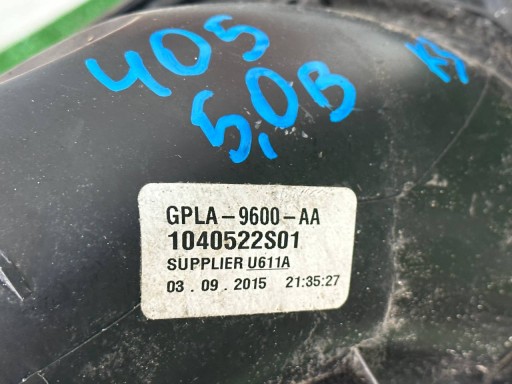 405
5,0B
GPLA-9600-AA
1040522S01
SUPPLIER U611A
03 . 09 . 2015 21:35:27